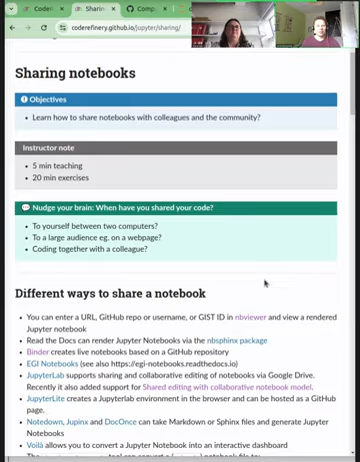 Sharin
Comp
coderefinery.github.io/jupyter/sharing/
Sharing notebooks
Objectives
• Learn how to share notebooks with colleagues and the community?
Instructor note
• 5 min teaching
• 20 min exercises
Nudge your brain: When have you shared your code?
• To yourself between two computers?
• To a large audience eg. on a webpage?
• Coding together with a colleague?
Different ways to share a notebook
• You can enter a URL, GitHub repo or username, or GIST ID in nbviewer and view a rendered
Jupyter notebook
• Read the Docs can render Jupyter Notebooks via the nbsphinx package
• Binder creates live notebooks based on a GitHub repository
• EGI Notebooks (see also https://egi-notebooks.readthedocs.io)
• JupyterLab supports sharing and collaborative editing of notebooks via Google Drive.
Recently it also added support for Shared editing with collaborative notebook model.
• JupyterLite creates a Jupyterlab environment in the browser and can be hosted as a GitHub
page.
• Notedown, Jupinx and DocOnce can take Markdown or Sphinx files and generate Jupyter
Notebooks
• Voilà allows you to convert a Jupyter Notebook into an interactive dashboard